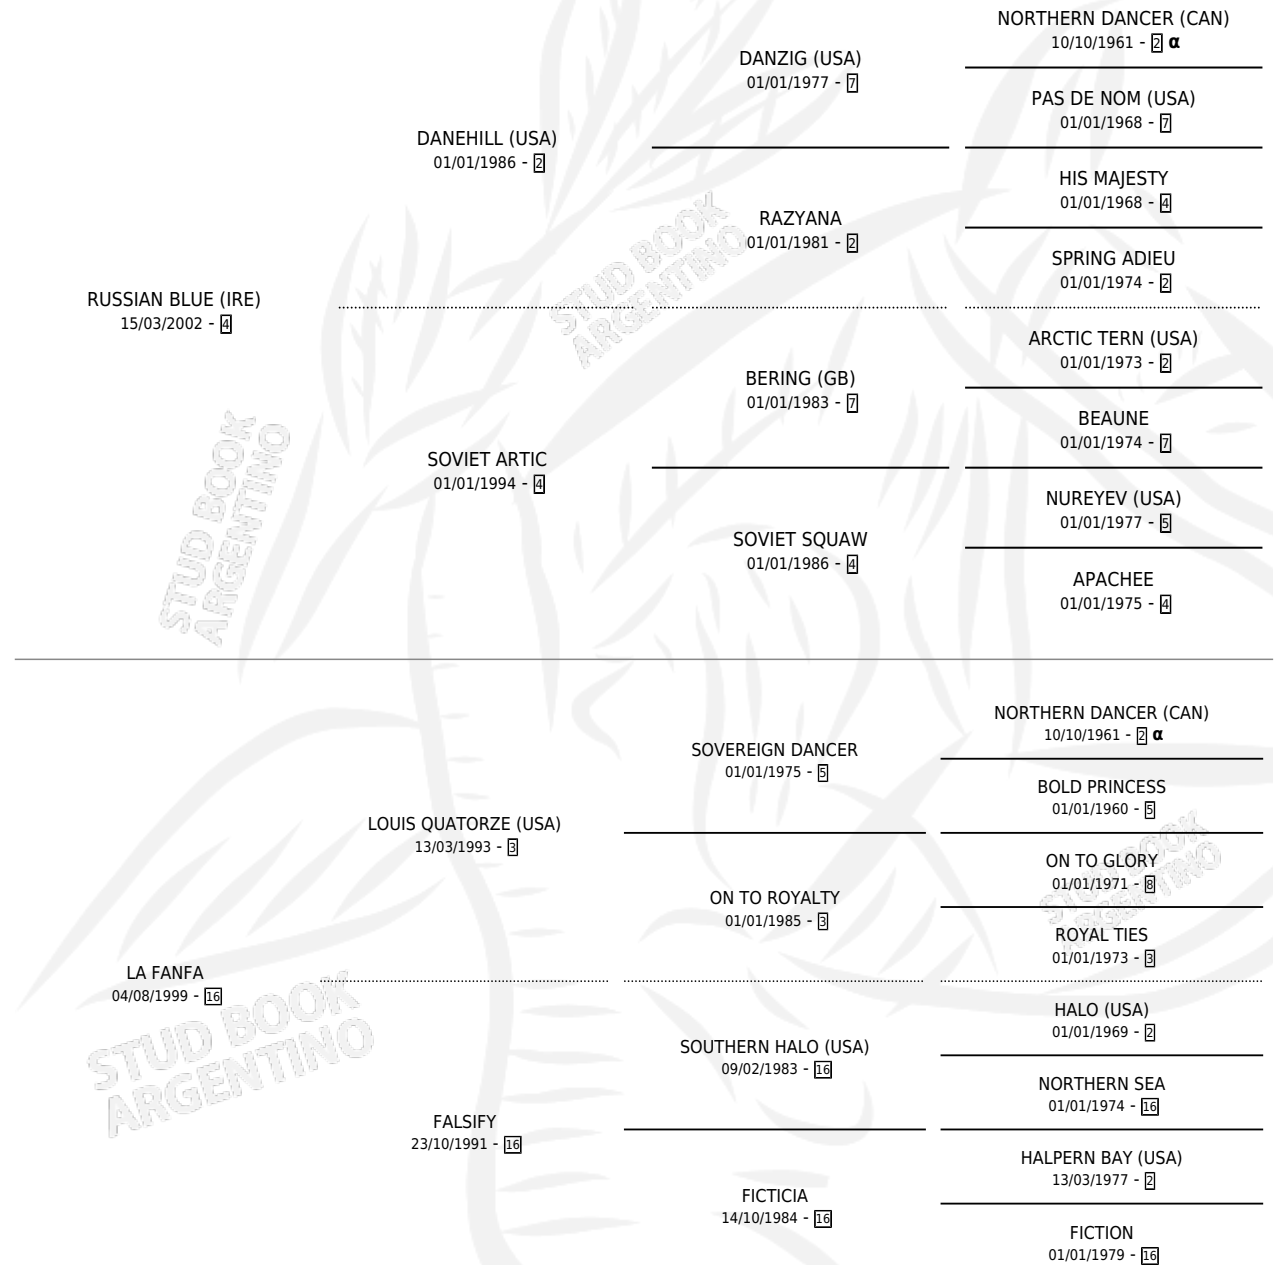 NORTHERN DANCER (CAN)
10/10/1961 - 2 α
DANZIG (USA)
01/01/1977 - 7
PAS DE NOM (USA)
01/01/1968 - 7
DANEHILL (USA)
01/01/1986 - 2
HIS MAJESTY
01/01/1968 - 4
RAZYANA
01/01/1981 - 2
SPRING ADIEU
01/01/1974 - 2
RUSSIAN BLUE (IRE)
15/03/2002 - 4
ARCTIC TERN (USA)
01/01/1973 - 2
BERING (GB)
01/01/1983 - 7
BEAUNE
01/01/1974 - 7
SOVIET ARTIC
01/01/1994 - 4
NUREYEV (USA)
01/01/1977 - 5
SOVIET SQUAW
01/01/1986 - 4
APACHEE
01/01/1975 - 4
STUD BOOK
ARGENTINO
STUD BOOK
ARGENTINO
NORTHERN DANCER (CAN)
10/10/1961 - 2 α
SOVEREIGN DANCER
01/01/1975 - 5
BOLD PRINCESS
01/01/1960 - 5
LOUIS QUATORZE (USA)
13/03/1993 - 3
ON TO GLORY
01/01/1971 - 8
ON TO ROYALTY
01/01/1985 - 3
ROYAL TIES
01/01/1973 - 3
LA FANFA
04/08/1999 - 16
HALO (USA)
01/01/1969 - 2
SOUTHERN HALO (USA)
09/02/1983 - 16
NORTHERN SEA
01/01/1974 - 16
FALSIFY
23/10/1991 - 16
HALPERN BAY (USA)
13/03/1977 - 2
FICTICIA
14/10/1984 - 16
FICTION
01/01/1979 - 16
STUD BOOK
ARGENTINO
STUD BOOK
ARGENTINO